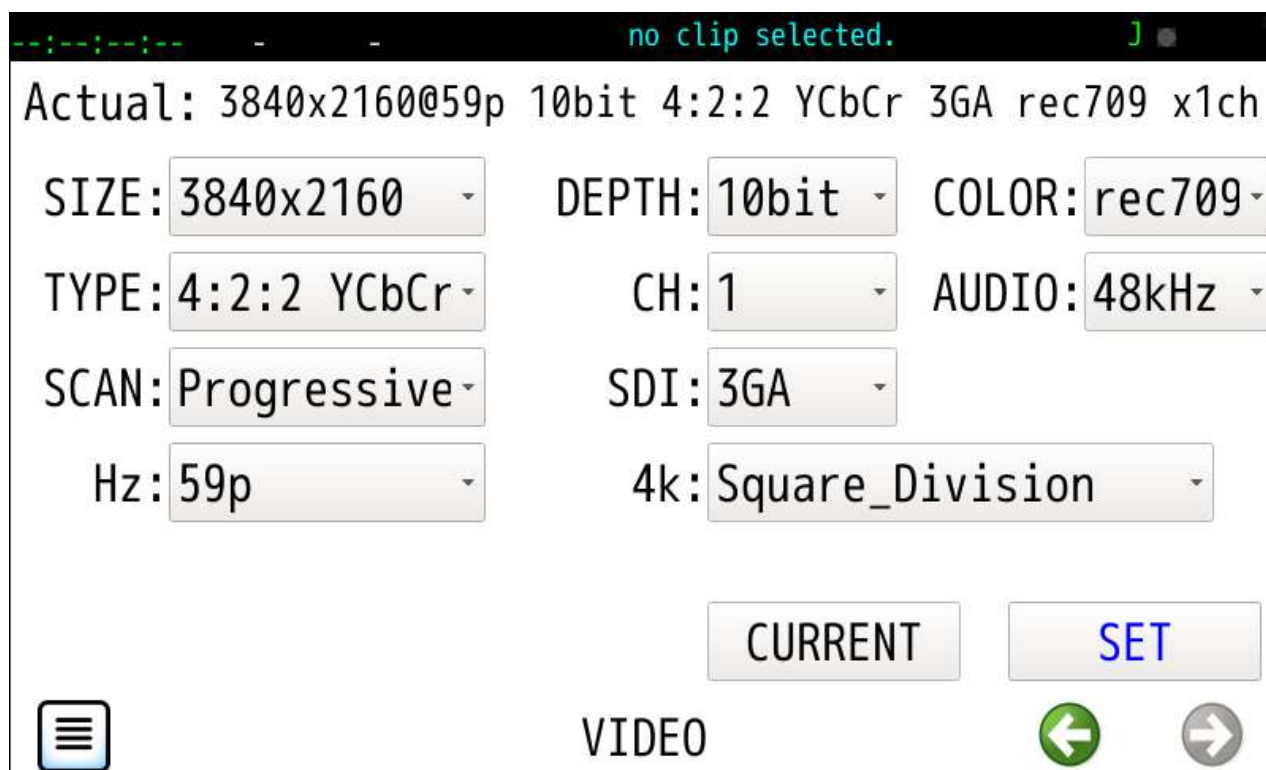 --:--:--:-- - - no clip selected. J
Actual: 3840x2160@59p 10bit 4:2:2 YCbCr 3GA rec709 x1ch
SIZE: 3840x2160 DEPTH: 10bit COLOR: rec709
TYPE: 4:2:2 YCbCr CH: 1 AUDIO: 48kHz
SCAN: Progressive SDI: 3GA
Hz: 59p 4k: Square_Division
CURRENT SET
VIDEO